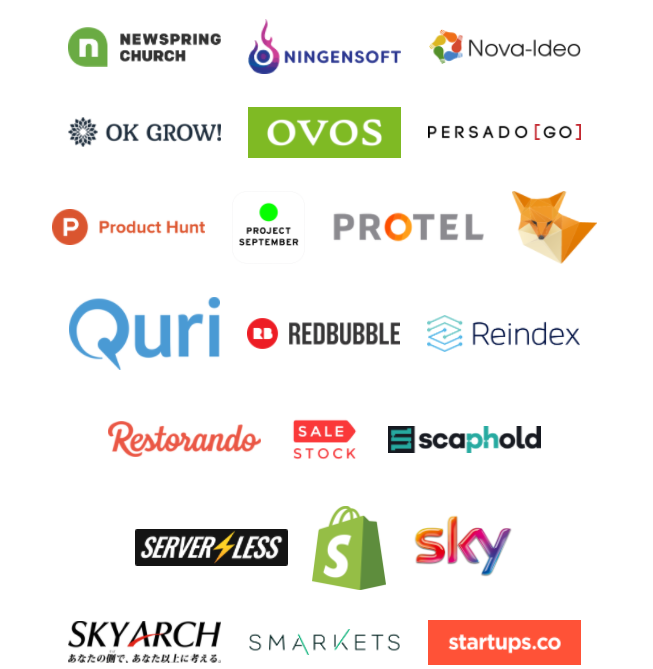 n NEWSPRING
CHURCH
NINGENSOFT
Nova-Ideo
OK GROW!
OVOS
PERSADO[GO]
P Product Hunt
PROJECT
SEPTEMBER
PROTEL
Quri
RB REDBUBBLE
Reindex
Restorando
SALE
STOCK
scaphold
SERVERLESS
S
sky
SKYARCH
あなたの側で、あなた以上に考える。
SMARKETS
startups.co